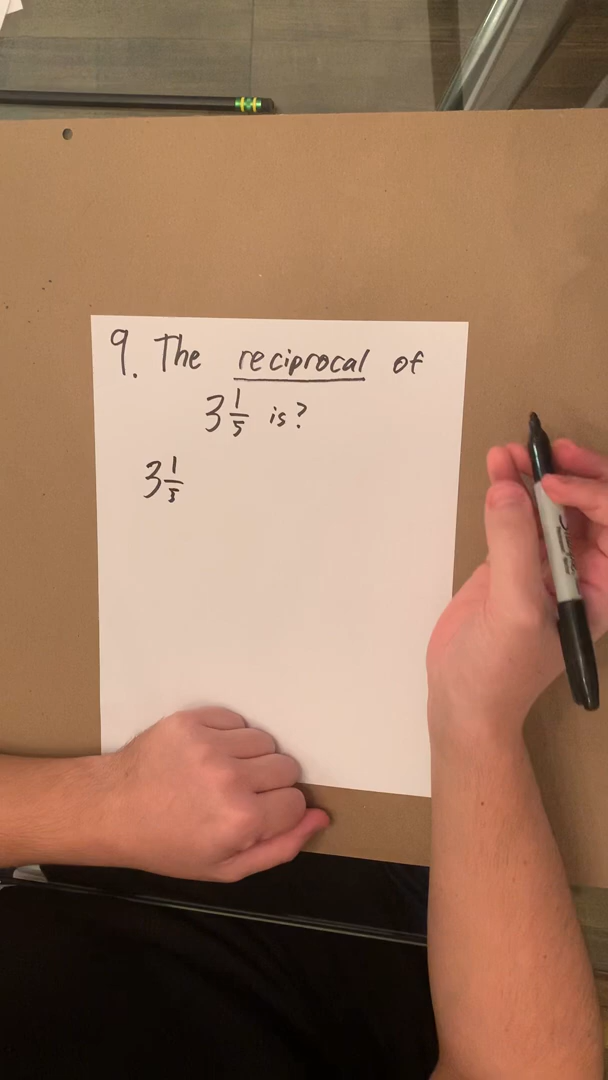 9. The reciprocal of
3 1/5 is?
3 1/5